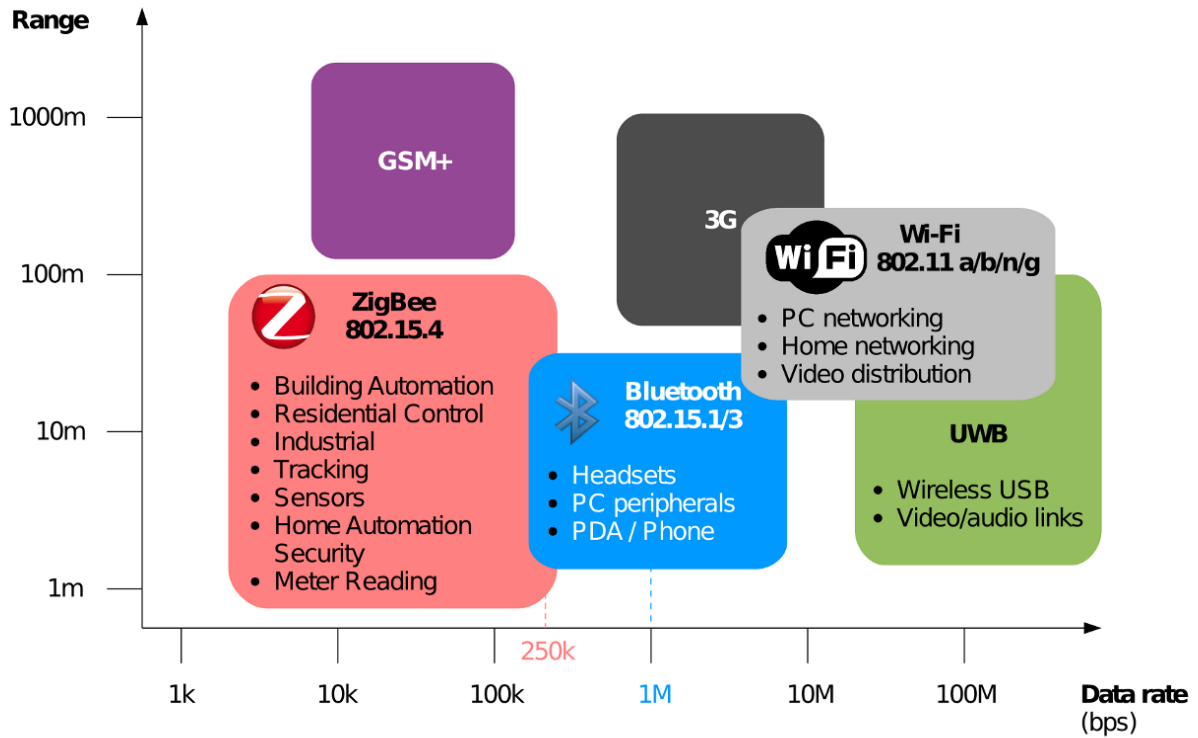 Range
1000m
100m
10m
1m
GSM+
3G
Wi Fi
Wi-Fi
802.11 a/b/n/g
• PC networking
• Home networking
• Video distribution
ZigBee
802.15.4
• Building Automation
• Residential Control
• Industrial
• Tracking
• Sensors
• Home Automation
Security
• Meter Reading
Bluetooth
802.15.1/3
• Headsets
• PC peripherals
• PDA / Phone
UWB
• Wireless USB
• Video/audio links
250k
1k
10k
100k
1M
10M
100M
Data rate
(bps)